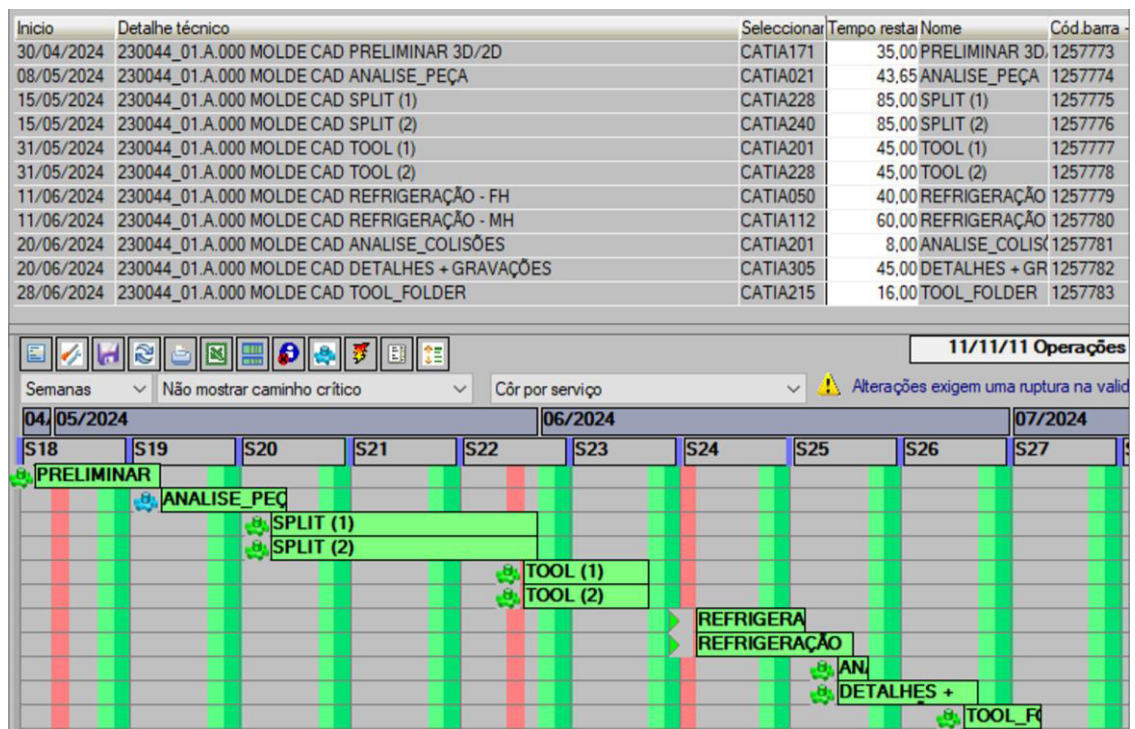 Inicio Detalhe técnico Seleccionar Tempo resta Nome Cód.barra -
30/04/2024 230044_01.A.000 MOLDE CAD PRELIMINAR 3D/2D CATIA171 35,00 PRELIMINAR 3D/ 1257773
08/05/2024 230044_01.A.000 MOLDE CAD ANALISE_PEÇA CATIA021 43,65 ANALISE_PEÇA 1257774
15/05/2024 230044_01.A.000 MOLDE CAD SPLIT (1) CATIA228 85,00 SPLIT (1) 1257775
15/05/2024 230044_01.A.000 MOLDE CAD SPLIT (2) CATIA240 85,00 SPLIT (2) 1257776
31/05/2024 230044_01.A.000 MOLDE CAD TOOL (1) CATIA201 45,00 TOOL (1) 1257777
31/05/2024 230044_01.A.000 MOLDE CAD TOOL (2) CATIA228 45,00 TOOL (2) 1257778
11/06/2024 230044_01.A.000 MOLDE CAD REFRIGERAÇÃO - FH CATIA050 40,00 REFRIGERAÇÃO 1257779
11/06/2024 230044_01.A.000 MOLDE CAD REFRIGERAÇÃO - MH CATIA112 60,00 REFRIGERAÇÃO 1257780
20/06/2024 230044_01.A.000 MOLDE CAD ANALISE_COLISÕES CATIA201 8,00 ANALISE_COLISÕ 1257781
20/06/2024 230044_01.A.000 MOLDE CAD DETALHES + GRAVAÇÕES CATIA305 45,00 DETALHES + GR 1257782
28/06/2024 230044_01.A.000 MOLDE CAD TOOL_FOLDER CATIA215 16,00 TOOL_FOLDER 1257783
11/11/11 Operações
Semanas Não mostrar caminho crítico Côr por serviço Alterações exigem uma ruptura na valid
04/ 05/2024 06/2024 07/2024
S18 S19 S20 S21 S22 S23 S24 S25 S26 S27
PRELIMINAR
ANALISE_PEÇ
SPLIT (1)
SPLIT (2)
TOOL (1)
TOOL (2)
REFRIGERA
REFRIGERAÇÃO
ANA
DETALHES +
TOOL_FO